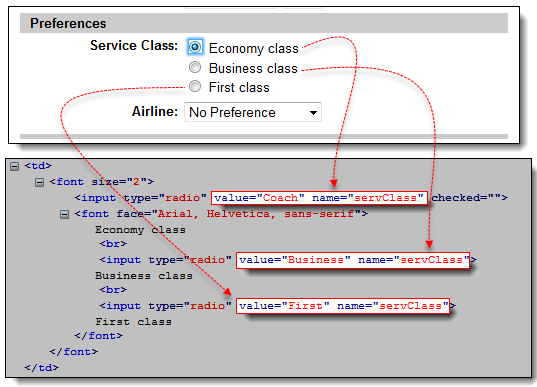 Preferences
Service Class: Economy class
Business class
First class
Airline: No Preference
<td>
<font size="2">
<input type="radio" value="Coach" name="servClass" checked="">
<font face="Arial, Helvetica, sans-serif">
Economy class
<br>
<input type="radio" value="Business" name="servClass">
Business class
<br>
<input type="radio" value="First" name="servClass">
First class
</font>
</font>
</td>